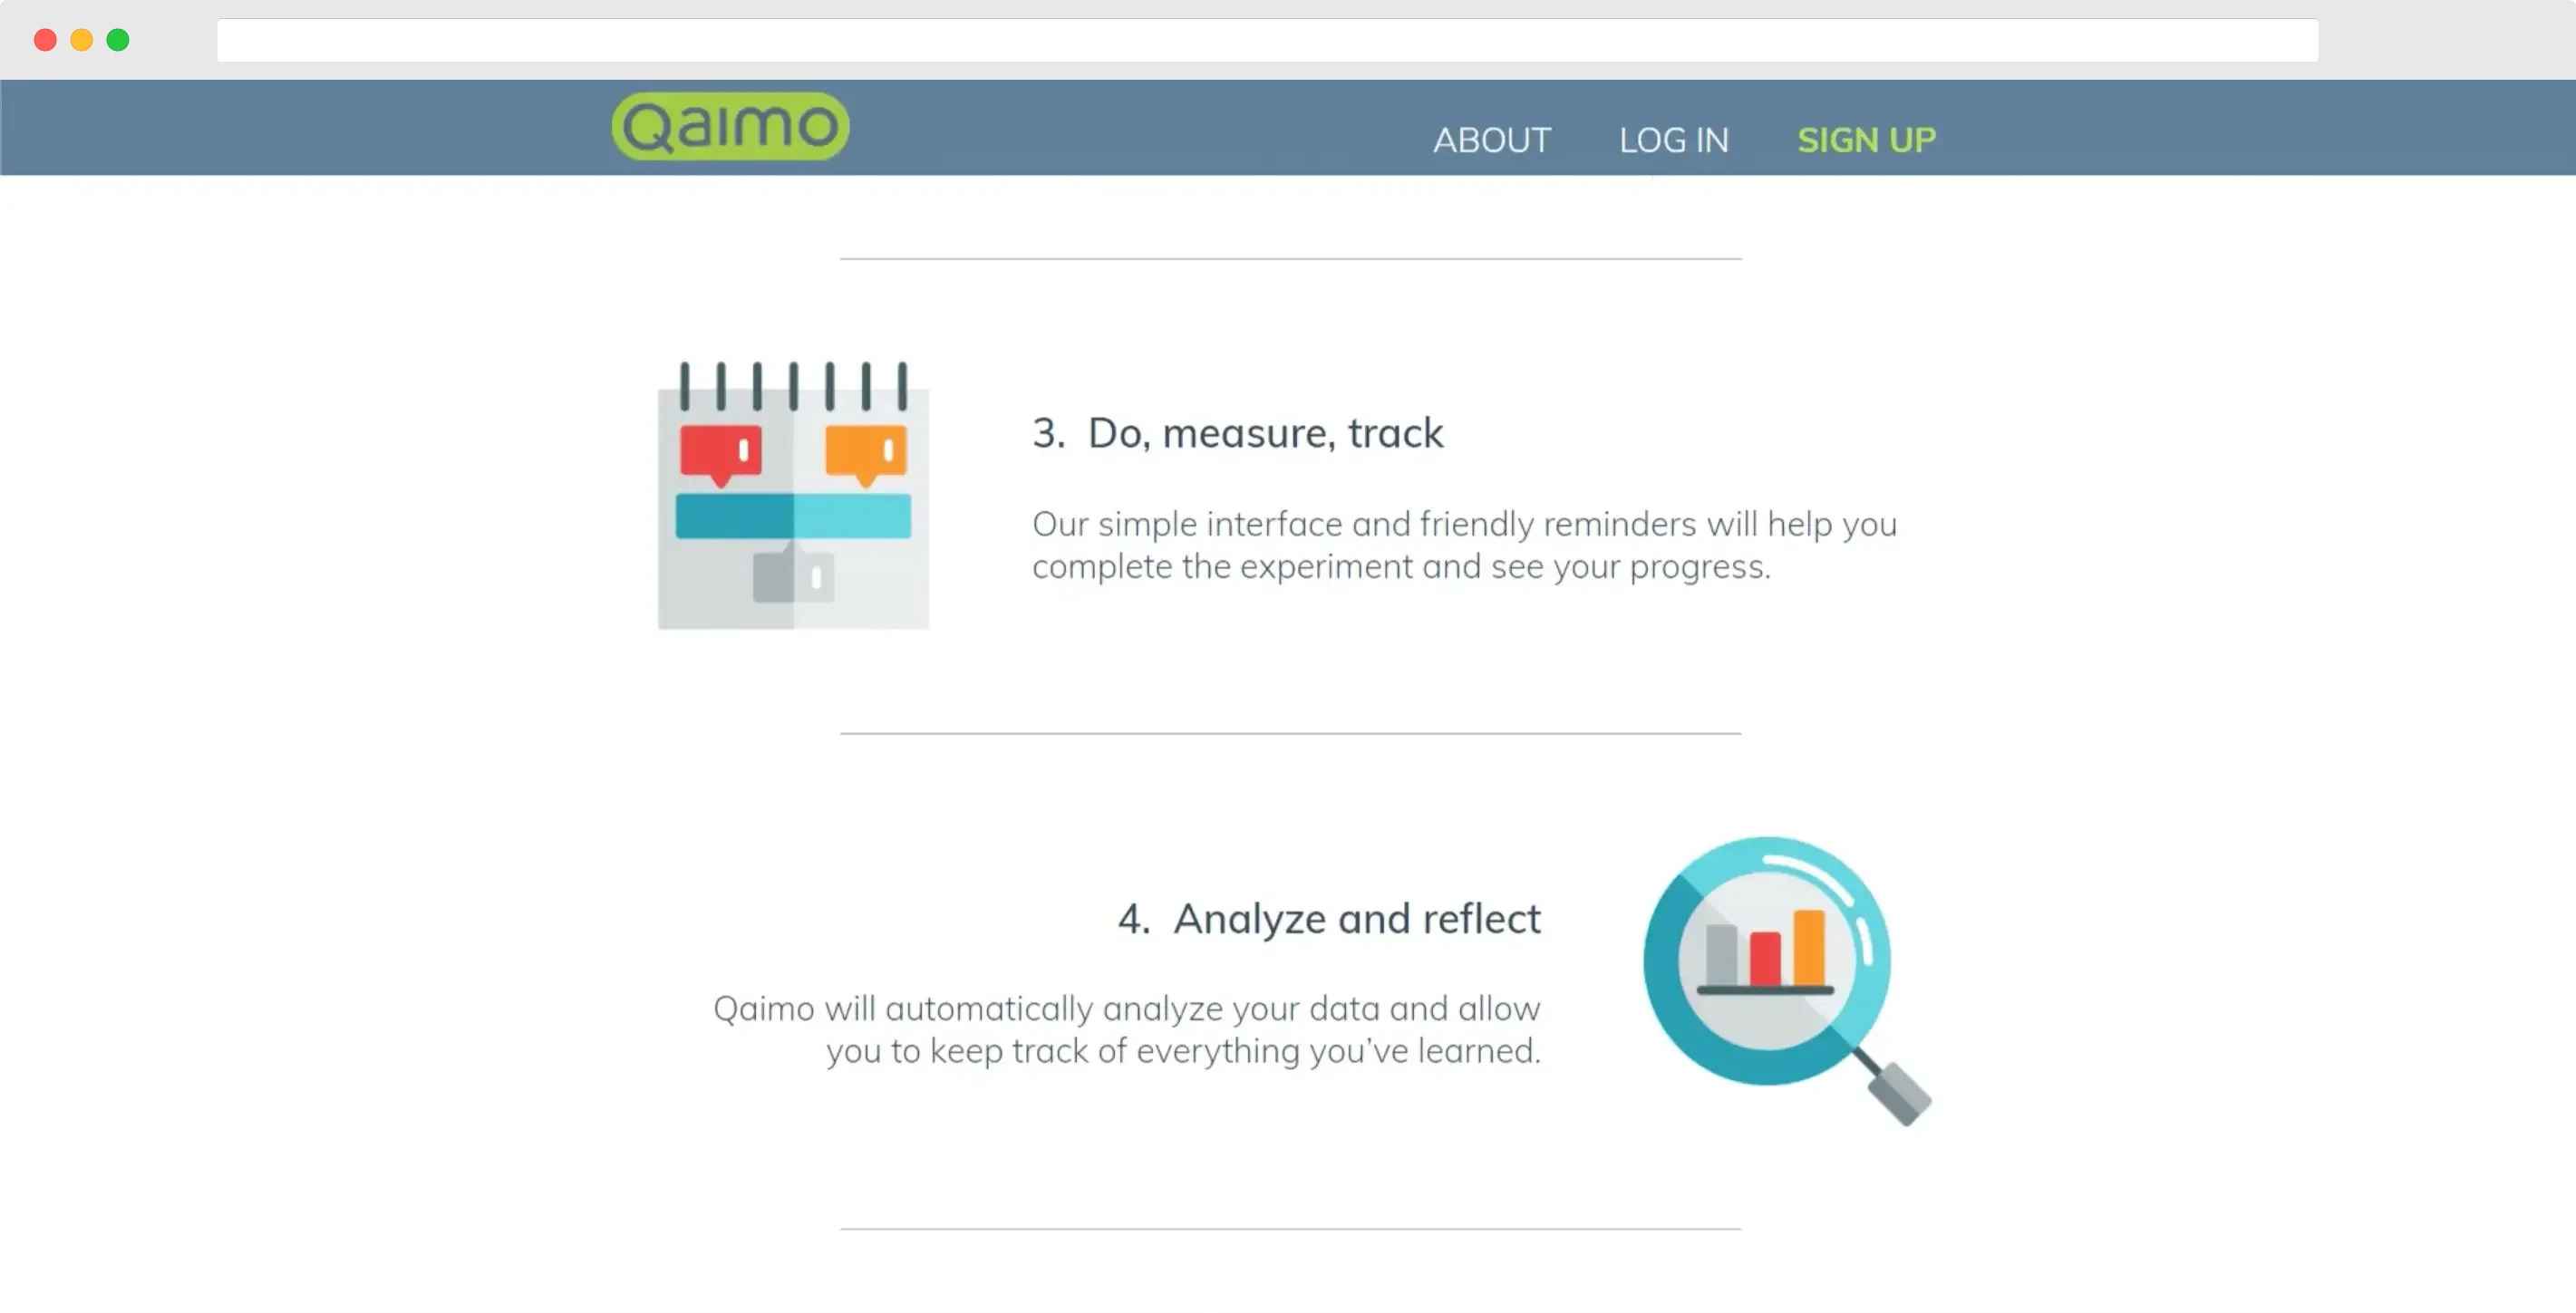 Qaimo
ABOUT
LOG IN
SIGN UP
3. Do, measure, track
Our simple interface and friendly reminders will help you
complete the experiment and see your progress.
4. Analyze and reflect
Qaimo will automatically analyze your data and allow
you to keep track of everything you’ve learned.